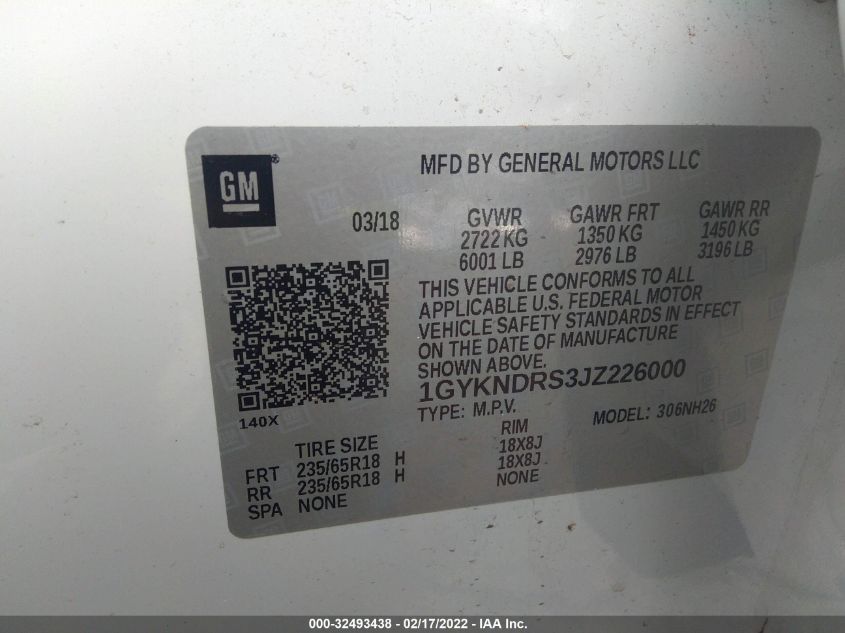 GM ®
MFD BY GENERAL MOTORS LLC
03/18 GVWR GAWR FRT GAWR RR
2722 KG 1350 KG 1450 KG
6001 LB 2976 LB 3196 LB
THIS VEHICLE CONFORMS TO ALL
APPLICABLE U.S. FEDERAL MOTOR
VEHICLE SAFETY STANDARDS IN EFFECT
ON THE DATE OF MANUFACTURE
SHOWN ABOVE.
1GYKNDRS3JZ226000
TYPE: M.P.V. MODEL: 306NH26
140X
TIRE SIZE RIM
FRT 235/65R18 H 18X8J
RR 235/65R18 H 18X8J
SPA NONE NONE
000-32493438 - 02/17/2022 - IAA Inc.